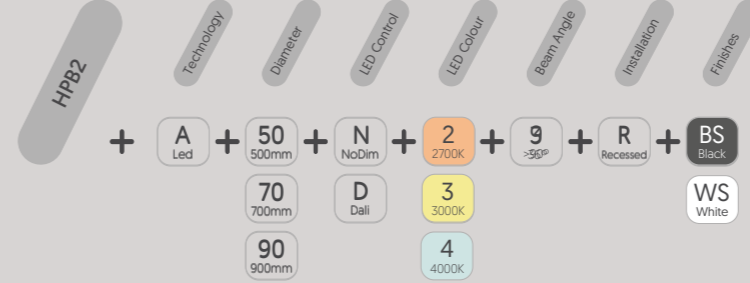 HPB2
Technology
Diameter
LED Control
LED Colour
Beam Angle
Installation
Finishes
+ A + 50 + N + 2 + + R + BS
Led 500mm NoDim 2700K Recessed Black
70 D 3 WS
700mm Dali 3000K White
90 4
900mm 4000K